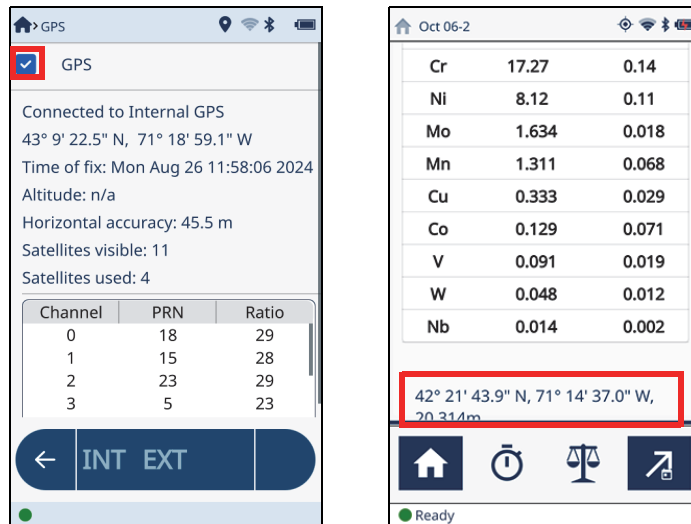 GPS
GPS
Connected to Internal GPS
43° 9' 22.5" N, 71° 18' 59.1" W
Time of fix: Mon Aug 26 11:58:06 2024
Altitude: n/a
Horizontal accuracy: 45.5 m
Satellites visible: 11
Satellites used: 4
Channel PRN Ratio
0 18 29
1 15 28
2 23 29
3 5 23
INT EXT
Oct 06-2
Cr 17.27 0.14
Ni 8.12 0.11
Mo 1.634 0.018
Mn 1.311 0.068
Cu 0.333 0.029
Co 0.129 0.071
V 0.091 0.019
W 0.048 0.012
Nb 0.014 0.002
42° 21' 43.9" N, 71° 14' 37.0" W,
20.314m
Ready